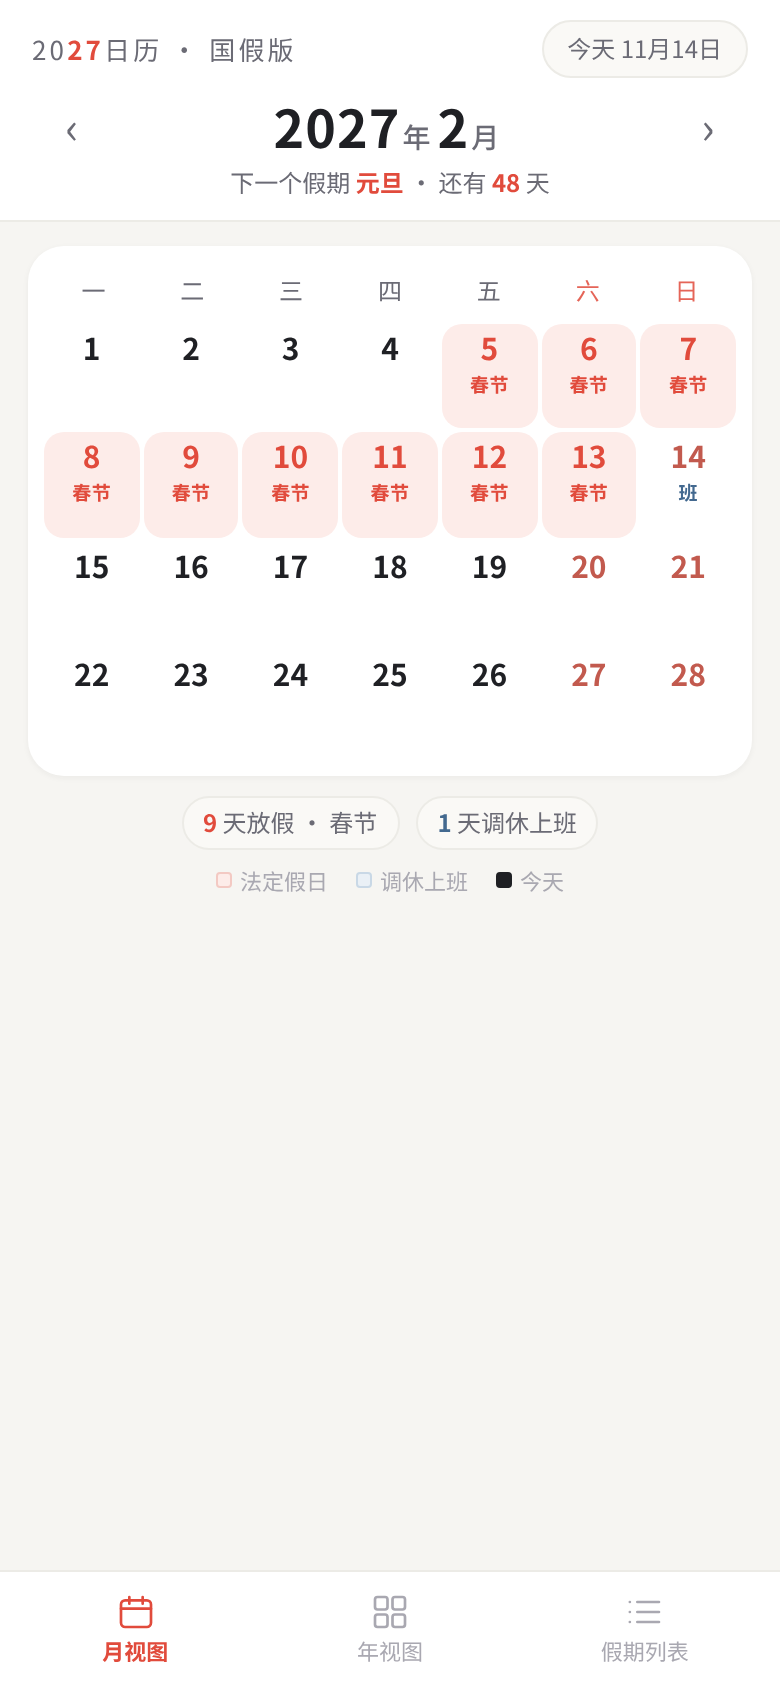 2027日历 · 国假版
今天 11月14日
‹ 2027年2月 ›
下一个假期 元旦 · 还有 48 天
一 二 三 四 五 六 日
1 2 3 4 5 6 7
春节 春节 春节
8 9 10 11 12 13 14
春节 春节 春节 春节 春节 春节 班
15 16 17 18 19 20 21
22 23 24 25 26 27 28
9 天放假 · 春节 1 天调休上班
法定假日 调休上班 今天
月视图 年视图 假期列表